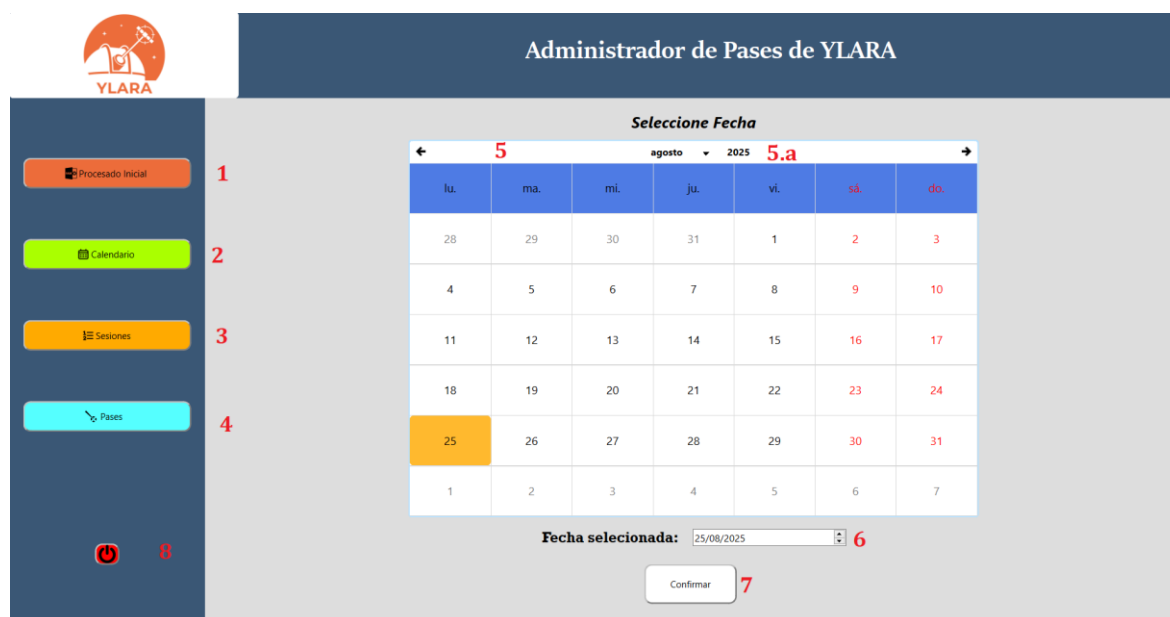 YLARA
Administrador de Pases de YLARA
Procesado Inicial 1
Calendario 2
Sesiones 3
Pases 4
8
Seleccione Fecha
5 agosto 2025 5.a
lu. ma. mi. ju. vi. sá. do.
28 29 30 31 1 2 3
4 5 6 7 8 9 10
11 12 13 14 15 16 17
18 19 20 21 22 23 24
25 26 27 28 29 30 31
1 2 3 4 5 6 7
Fecha selecionada: 25/08/2025 6
Confirmar 7